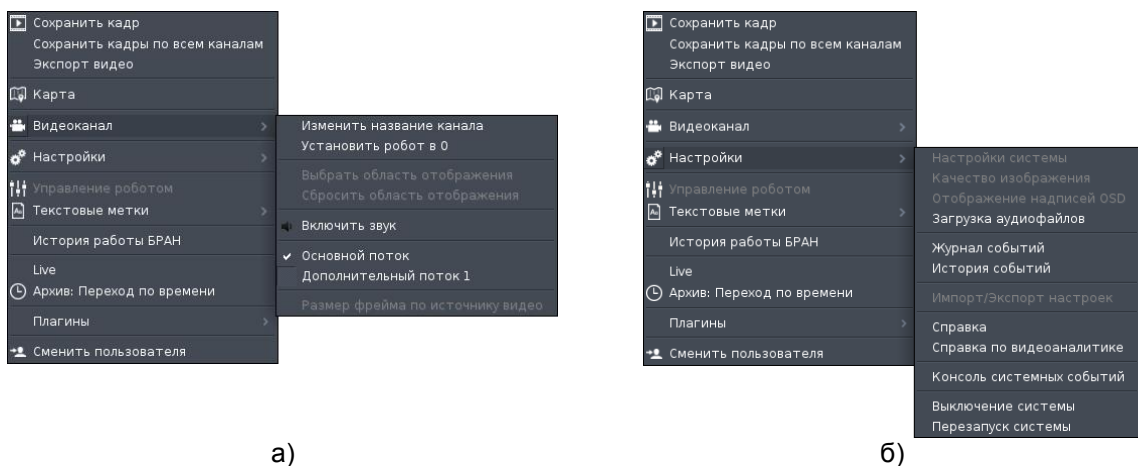 Сохранить кадр
Сохранить кадры по всем каналам
Экспорт видео
Карта
Видеоканал
Настройки
Управление роботом
Текстовые метки
История работы БРАН
Live
Архив: Переход по времени
Плагины
Сменить пользователя
Изменить название канала
Установить робот в 0
Выбрать область отображения
Сбросить область отображения
Включить звук
Основной поток
Дополнительный поток 1
Размер фрейма по источнику видео
а)
Сохранить кадр
Сохранить кадры по всем каналам
Экспорт видео
Карта
Видеоканал
Настройки
Управление роботом
Текстовые метки
История работы БРАН
Live
Архив: Переход по времени
Плагины
Сменить пользователя
Настройки системы
Качество изображения
Отображение надписей OSD
Загрузка аудиофайлов
Журнал событий
История событий
Импорт/Экспорт настроек
Справка
Справка по видеоаналитике
Консоль системных событий
Выключение системы
Перезапуск системы
б)